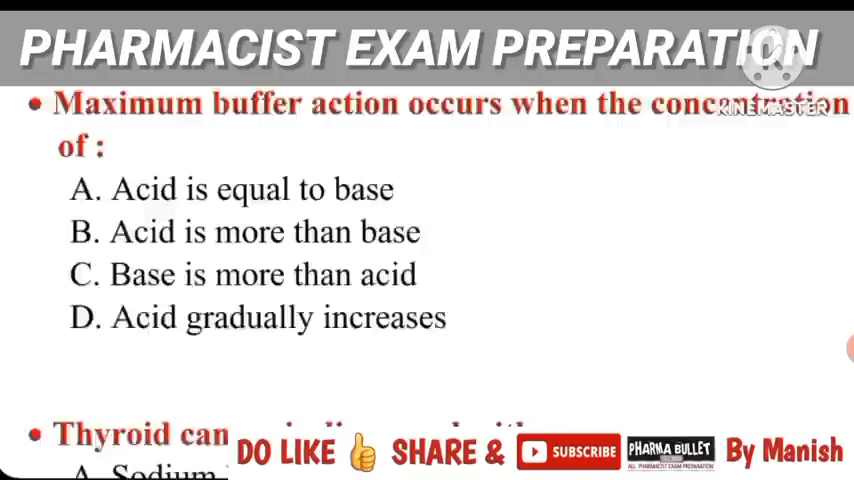 PHARMACIST EXAM PREPARATION
KINEMASTER
• Maximum buffer action occurs when the concentration
of :
A. Acid is equal to base
B. Acid is more than base
C. Base is more than acid
D. Acid gradually increases
• Thyroid can
A. Sodium
DO LIKE 👍 SHARE & SUBSCRIBE PHARMA BULLET By Manish
ALL PHARMACIST EXAM PREPARATION